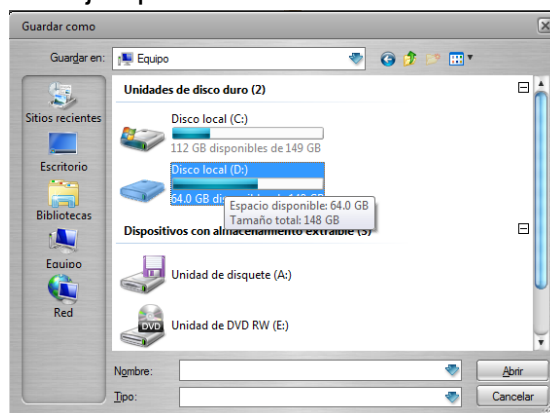 Guardar como
Guardar en:
Equipo
Sitios recientes
Escritorio
Bibliotecas
Equipo
Red
Unidades de disco duro (2)
Disco local (C:)
112 GB disponibles de 149 GB
Disco local (D:)
64.0 GB
Espacio disponible: 64.0 GB
Tamaño total: 148 GB
Dispositivos con almacenamiento extraíble (3)
Unidad de disquete (A:)
DVD
Unidad de DVD RW (E:)
Nombre:
Abrir
Tipo:
Cancelar